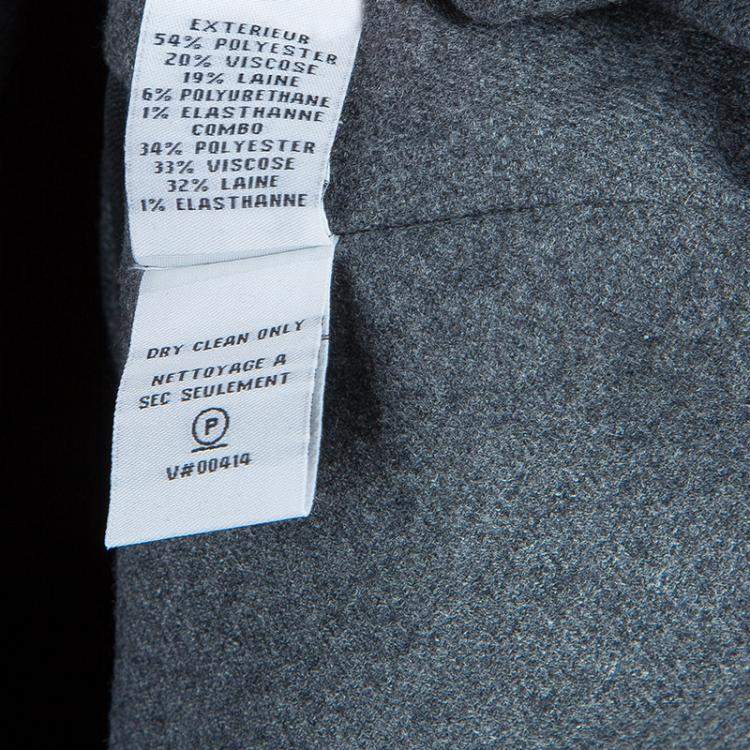 EXTERIEUR
54% POLYESTER
20% VISCOSE
19% LAINE
6% POLYURETHANE
1% ELASTHANNE
COMBO
34% POLYESTER
33% VISCOSE
32% LAINE
1% ELASTHANNE
DRY CLEAN ONLY
NETTOYAGE A
SEC SEULEMENT
P
V#00414